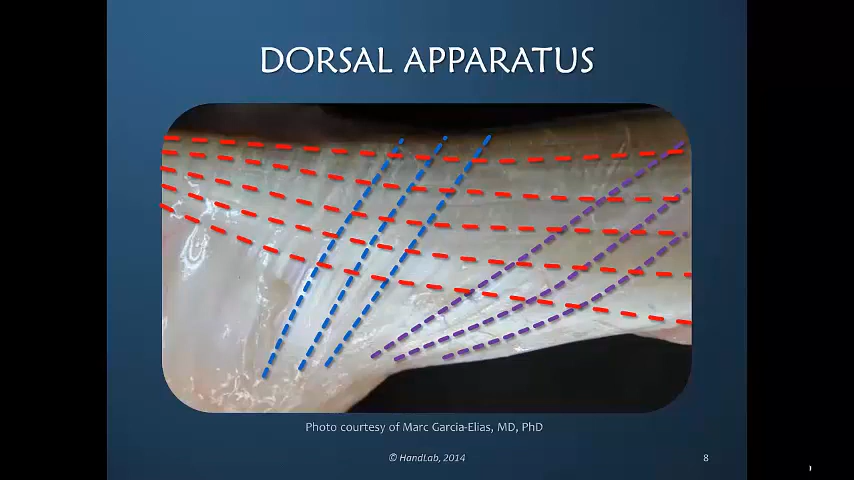 DORSAL APPARATUS
Photo courtesy of Marc Garcia-Elias, MD, PhD
© HandLab, 2014
8